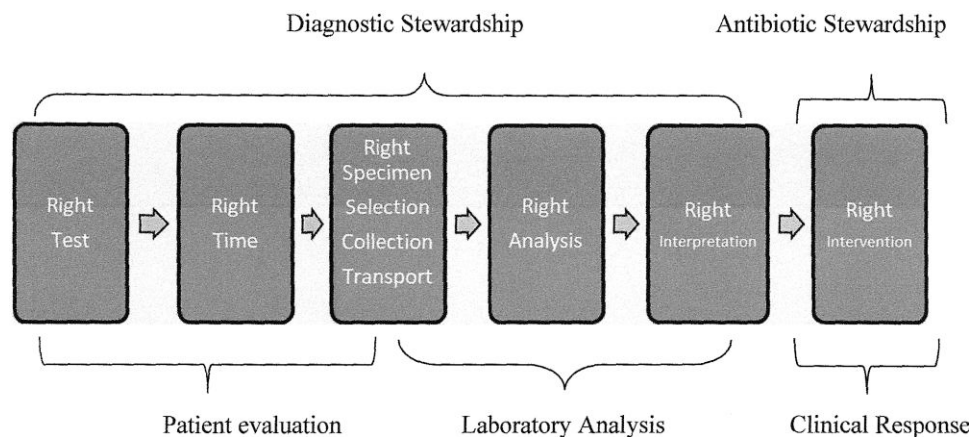 Diagnostic Stewardship
Antibiotic Stewardship
Right
Test
Right
Time
Right
Specimen
Selection
Collection
Transport
Right
Analysis
Right
Interpretation
Right
Intervention
Patient evaluation
Laboratory Analysis
Clinical Response